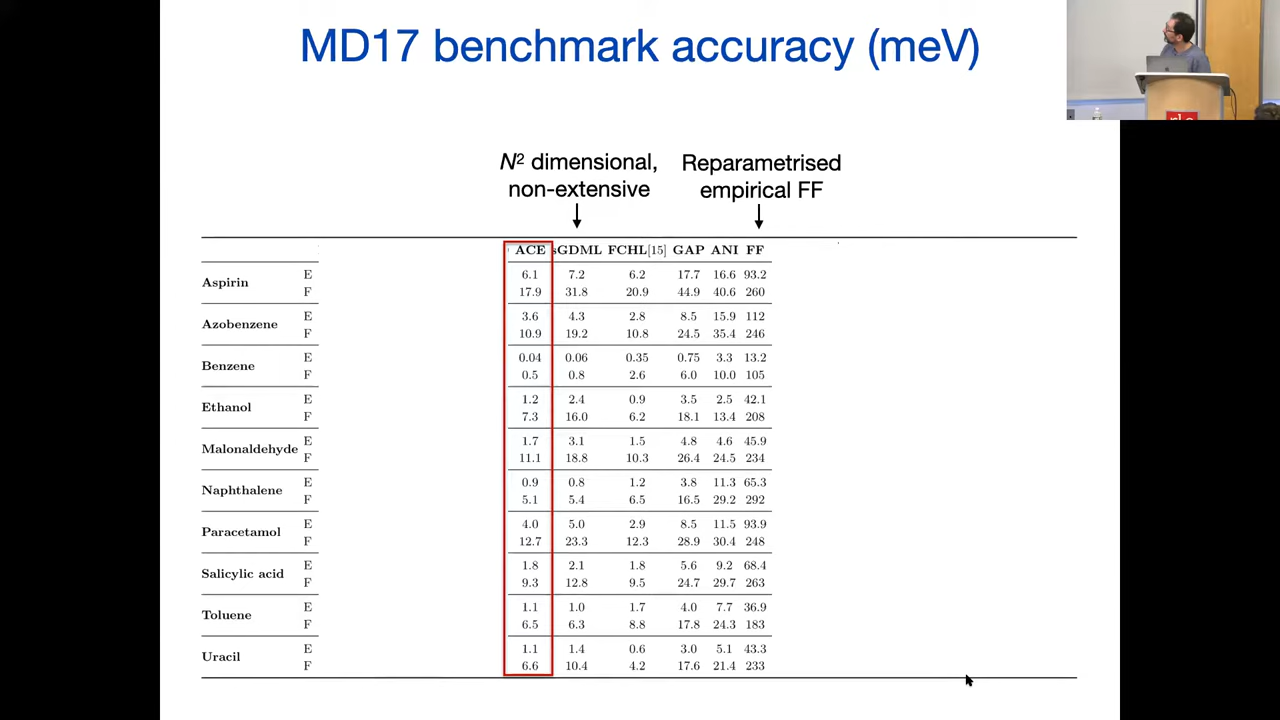 MD17 benchmark accuracy (meV)
N² dimensional, non-extensive
Reparametrised empirical FF
ACE sGDML FCHL[15] GAP ANI FF
Aspirin E 6.1 7.2 6.2 17.7 16.6 93.2
F 17.9 31.8 20.9 44.9 40.6 260
Azobenzene E 3.6 4.3 2.8 8.5 15.9 112
F 10.9 19.2 10.8 24.5 35.4 246
Benzene E 0.04 0.06 0.35 0.75 3.3 13.2
F 0.5 0.8 2.6 6.0 10.0 105
Ethanol E 1.2 2.4 0.9 3.5 2.5 42.1
F 7.3 16.0 6.2 18.1 13.4 208
Malonaldehyde E 1.7 3.1 1.5 4.8 4.6 45.9
F 11.1 18.8 10.3 26.4 24.5 234
Naphthalene E 0.9 0.8 1.2 3.8 11.3 65.3
F 5.1 5.4 6.5 16.5 29.2 292
Paracetamol E 4.0 5.0 2.9 8.5 11.5 93.9
F 12.7 23.3 12.3 28.9 30.4 248
Salicylic acid E 1.8 2.1 1.8 5.6 9.2 68.4
F 9.3 12.8 9.5 24.7 29.7 263
Toluene E 1.1 1.0 1.7 4.0 7.7 36.9
F 6.5 6.3 8.8 17.8 24.3 183
Uracil E 1.1 1.4 0.6 3.0 5.1 43.3
F 6.6 10.4 4.2 17.6 21.4 233